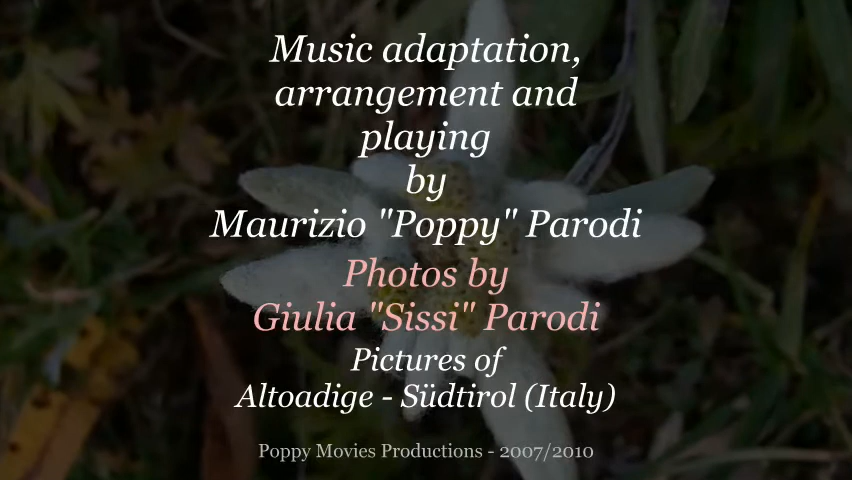 Music adaptation,
arrangement and
playing
by
Maurizio "Poppy" Parodi
Photos by
Giulia "Sissi" Parodi
Pictures of
Altoadige - Südtirol (Italy)
Poppy Movies Productions - 2007/2010